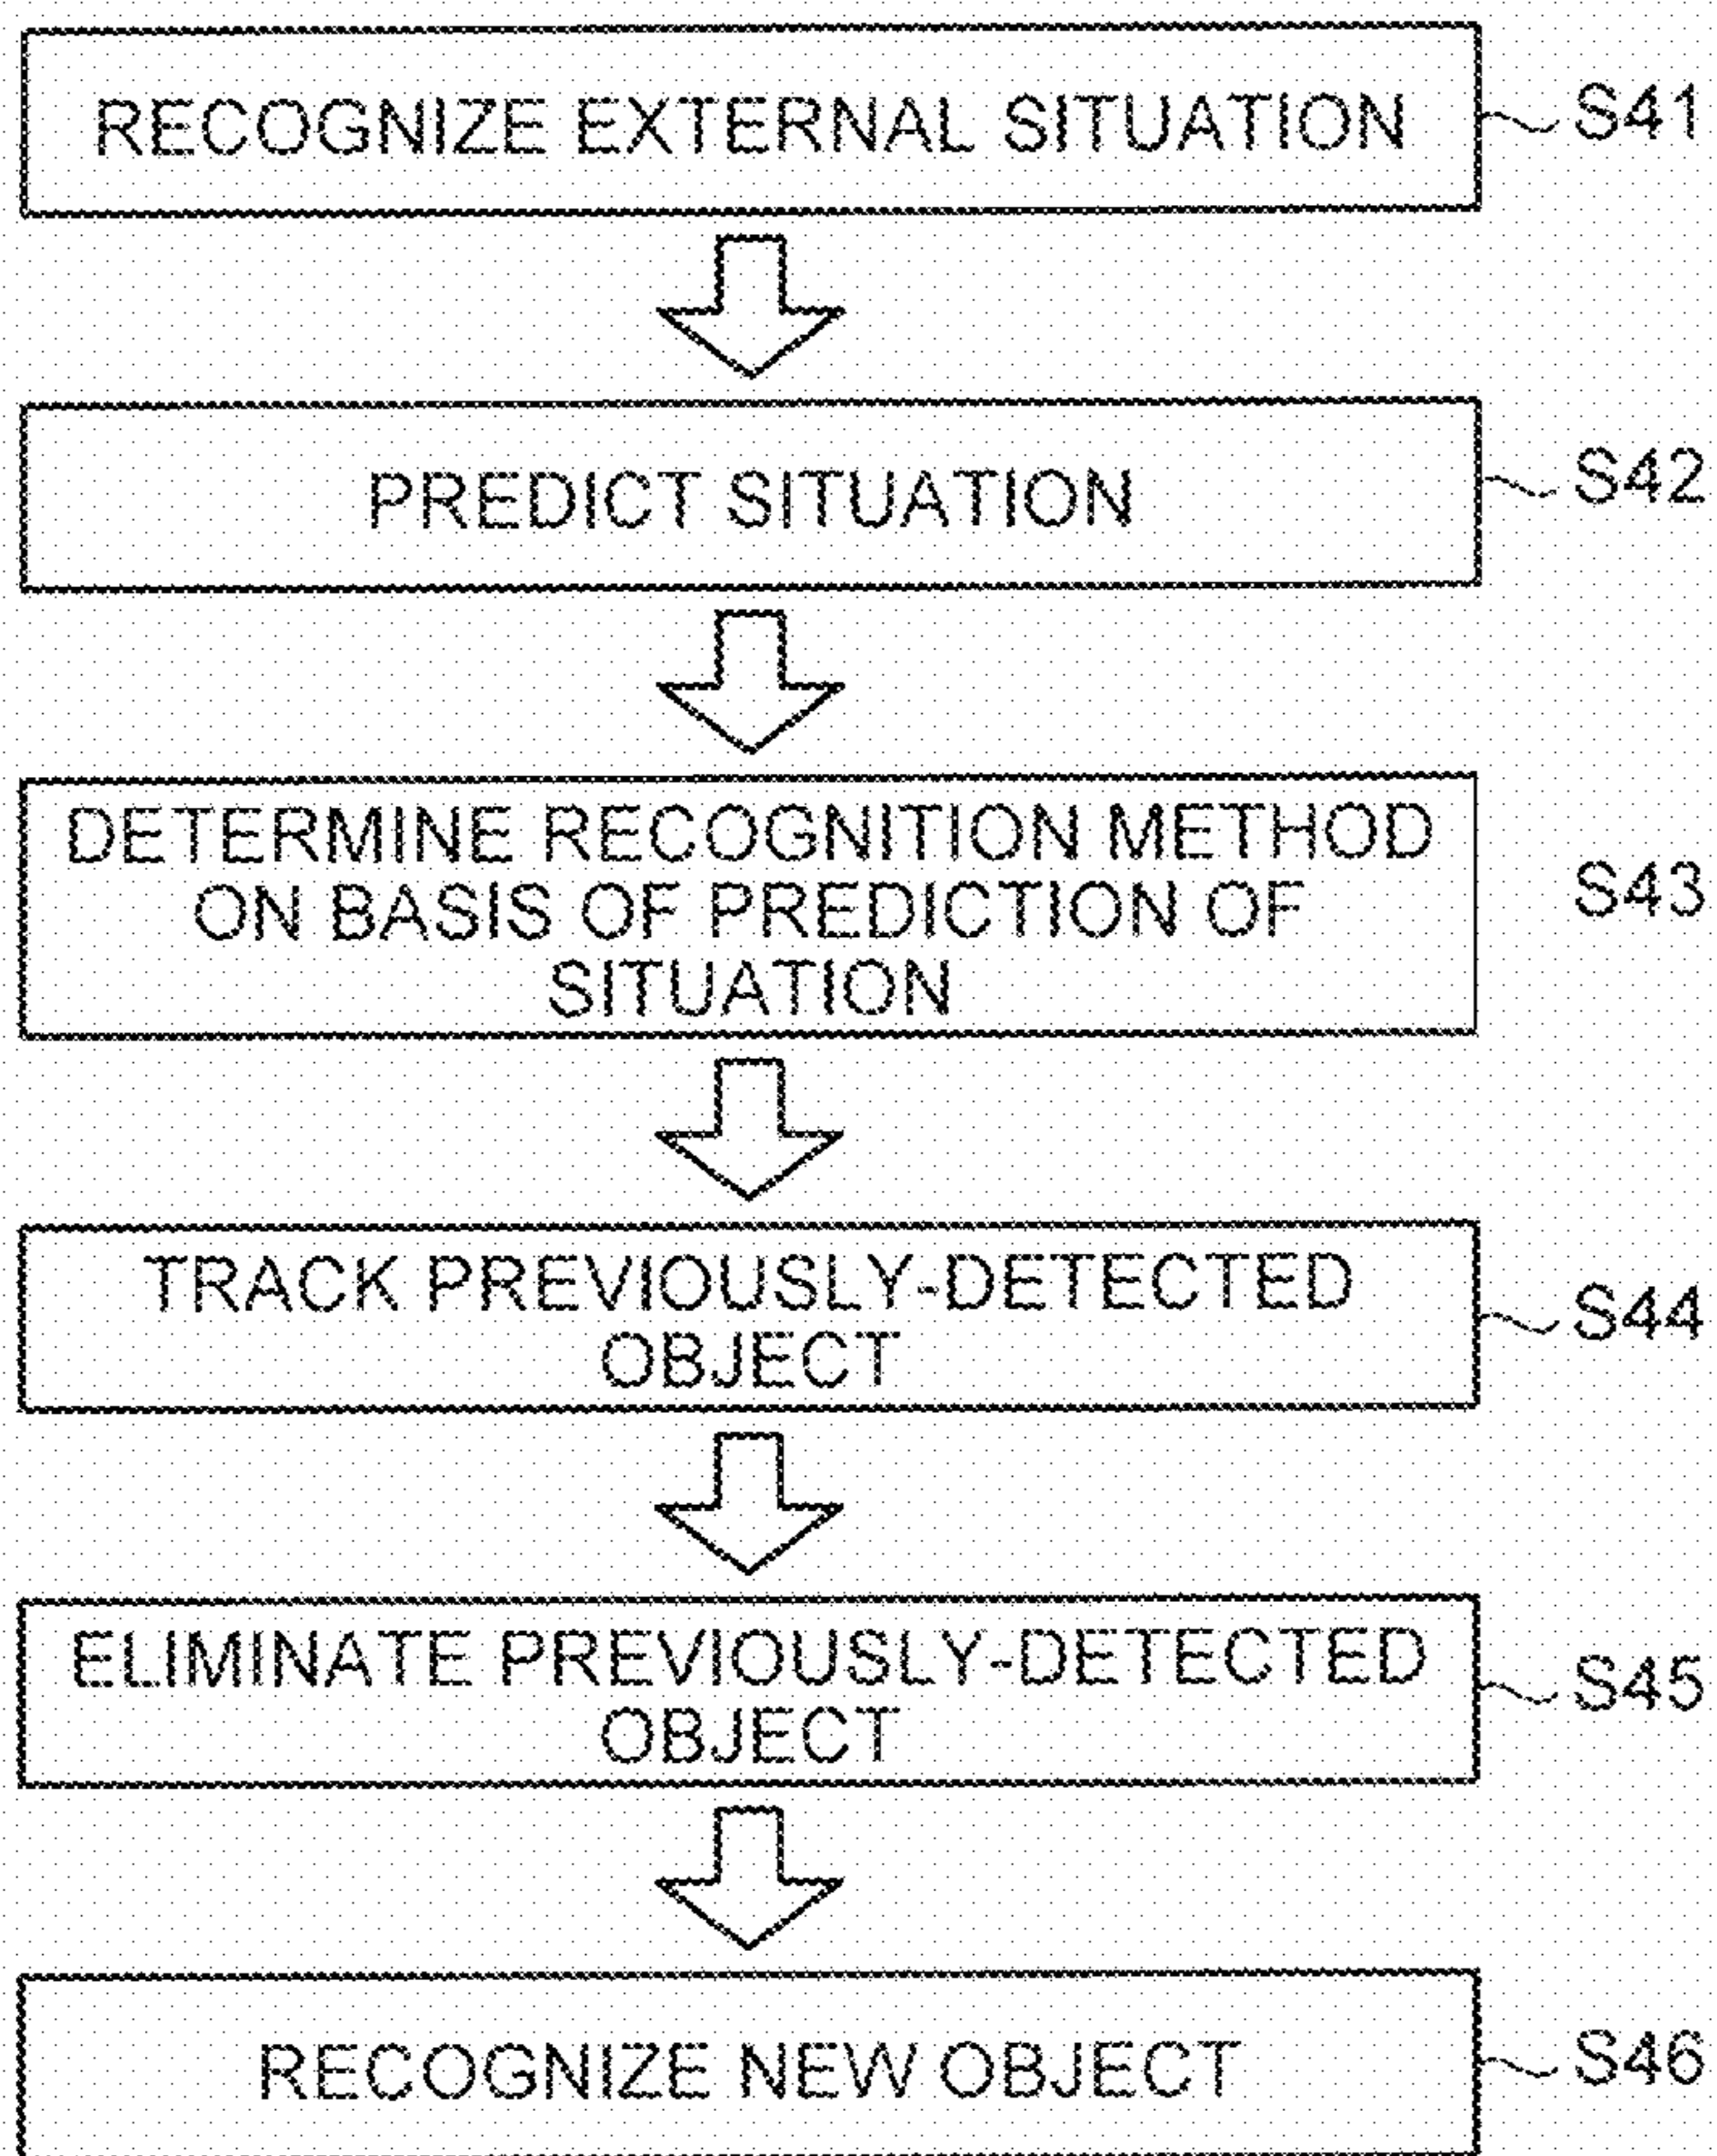 RECOGNIZE EXTERNAL SITUATION
S41
PREDICT SITUATION
S42
DETERMINE RECOGNITION METHOD
ON BASIS OF PREDICTION OF
SITUATION
S43
TRACK PREVIOUSLY-DETECTED
OBJECT
S44
ELIMINATE PREVIOUSLY-DETECTED
OBJECT
S45
RECOGNIZE NEW OBJECT
S46